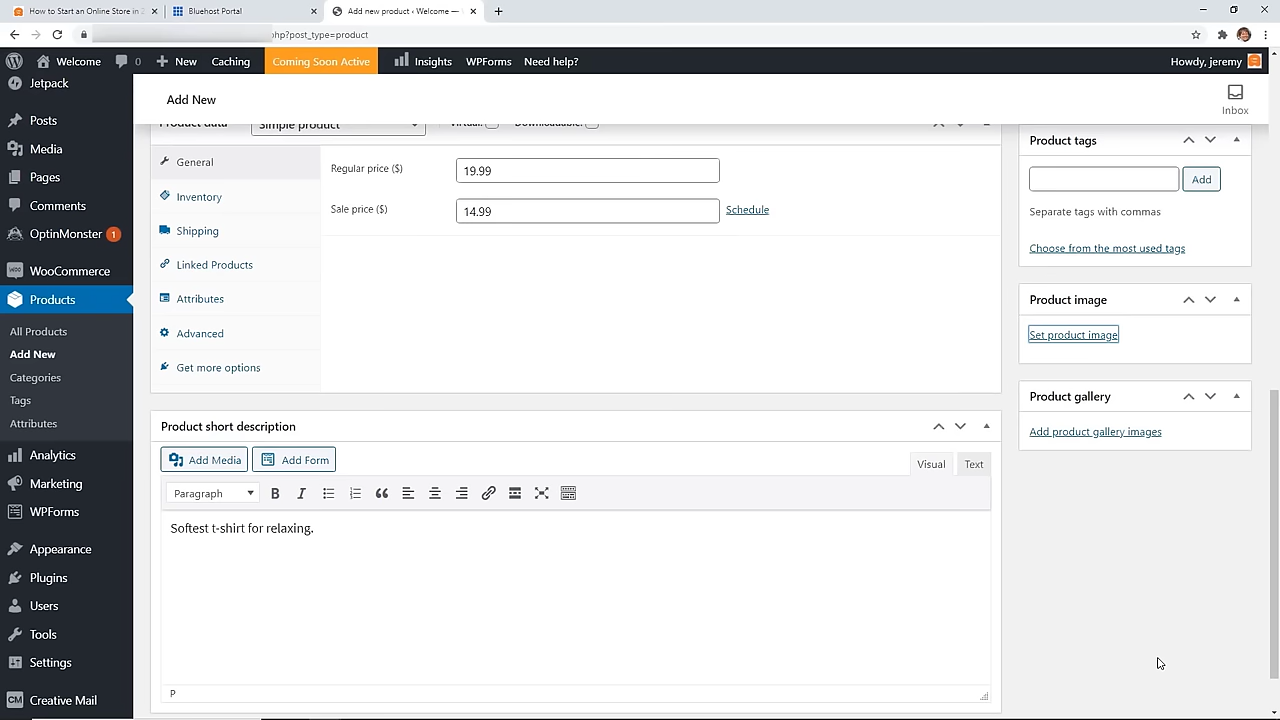 How to Start an Online Store in 2
Bluehost Portal
Add new product ‹ Welcome —
hp?post_type=product
Welcome
0
New
Caching
Coming Soon Active
Insights
WPForms
Need help?
Howdy, jeremy
Jetpack
Posts
Media
Pages
Comments
OptinMonster 1
WooCommerce
Products
All Products
Add New
Categories
Tags
Attributes
Analytics
Marketing
WPForms
Appearance
Plugins
Users
Tools
Settings
CM Creative Mail
Add New
Inbox
Product data
Simple product
Virtual:
Downloadable:
General
Inventory
Shipping
Linked Products
Attributes
Advanced
Get more options
Regular price ($)
19.99
Sale price ($)
14.99
Schedule
Product short description
Add Media
Add Form
Visual
Text
Paragraph
B
I
Softest t-shirt for relaxing.
P
Product tags
Add
Separate tags with commas
Choose from the most used tags
Product image
Set product image
Product gallery
Add product gallery images